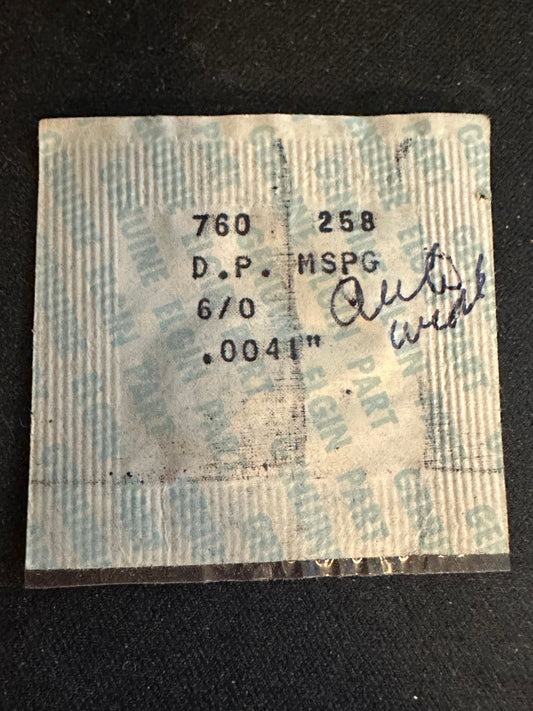 760 258
D.P. MSPG
6/0
.0041"
Auto
wind
GENUINE ELGIN PART